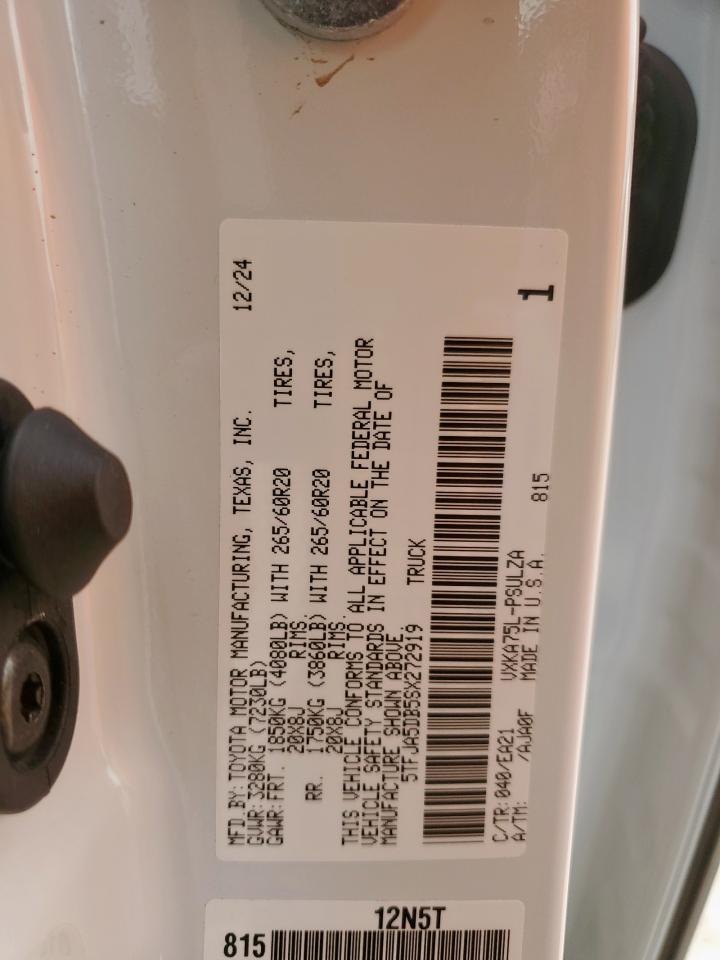 MFD.BY:TOYOTA MOTOR MANUFACTURING, TEXAS, INC. 12/24
GVWR:3280KG (7230LB)
GAWR:FRT. 1850KG (4080LB) WITH 265/60R20 TIRES,
20X8J RIMS.
RR. 1750KG (3860LB) WITH 265/60R20 TIRES,
20X8J RIMS.
THIS VEHICLE CONFORMS TO ALL APPLICABLE FEDERAL MOTOR
VEHICLE SAFETY STANDARDS IN EFFECT ON THE DATE OF
MANUFACTURE SHOWN ABOVE.
5TFJA5DB5SX272919 TRUCK
C/TR:040/EA21 VXKA75L-PSULZA
A/TM: /AJA0F MADE IN U.S.A. 815
1
12N5T
815